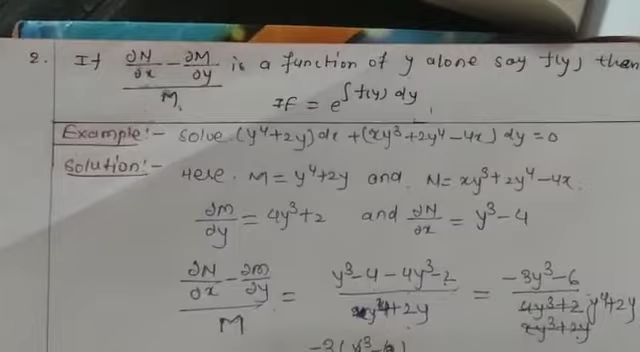 2. If (∂N/∂x - ∂M/∂y)/M is a function of y alone say f(y) then
IF = e^∫f(y) dy
Example:- Solve (y⁴+2y)dx + (xy³+2y⁴-4x) dy = 0
Solution:- Here. M = y⁴+2y and N = xy³+2y⁴-4x.
∂M/∂y = 4y³+2 and ∂N/∂x = y³-4
(∂N/∂x - ∂M/∂y)/M = (y³-4-4y³-2)/(y⁴+2y) = (-3y³-6)/(y⁴+2y)